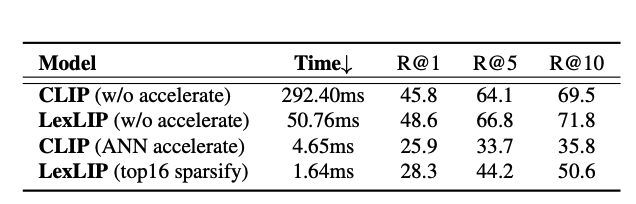 Model Time↓ R@1 R@5 R@10
CLIP (w/o accelerate) 292.40ms 45.8 64.1 69.5
LexLIP (w/o accelerate) 50.76ms 48.6 66.8 71.8
CLIP (ANN accelerate) 4.65ms 25.9 33.7 35.8
LexLIP (top16 sparsify) 1.64ms 28.3 44.2 50.6